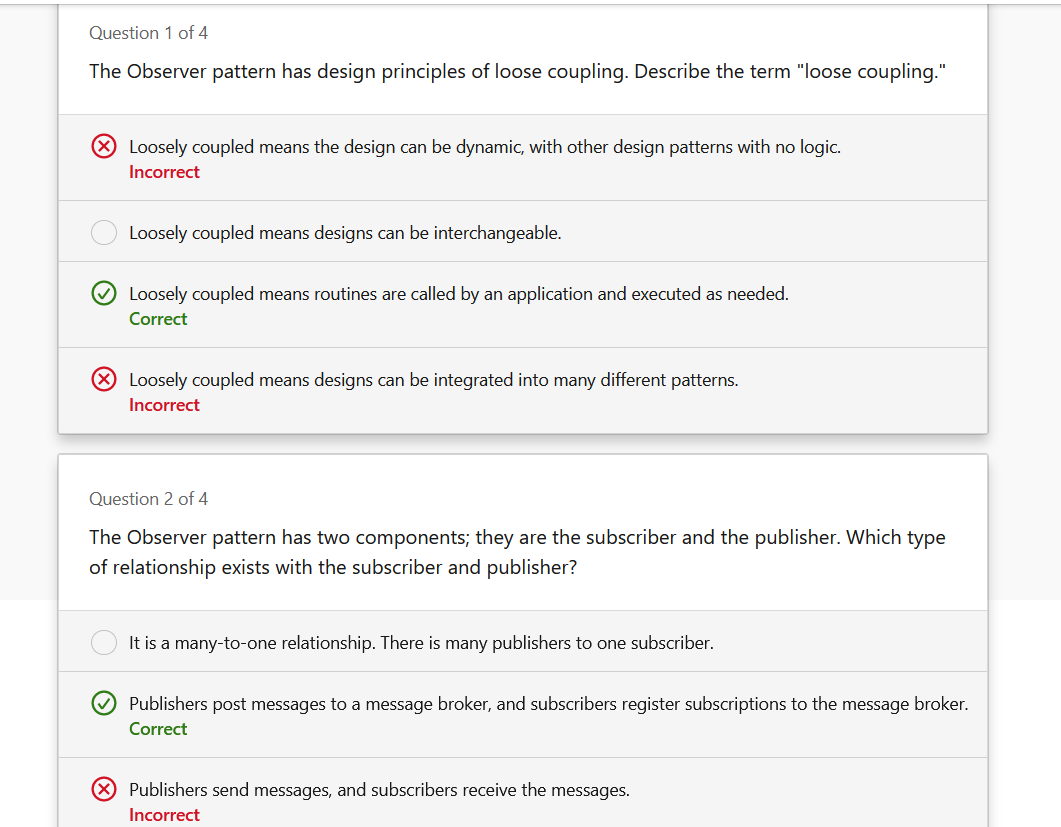 Question 1 of 4
The Observer pattern has design principles of loose coupling. Describe the term "loose coupling."
Loosely coupled means the design can be dynamic, with other design patterns with no logic.
Incorrect
Loosely coupled means designs can be interchangeable.
Loosely coupled means routines are called by an application and executed as needed.
Correct
Loosely coupled means designs can be integrated into many different patterns.
Incorrect
Question 2 of 4
The Observer pattern has two components; they are the subscriber and the publisher. Which type
of relationship exists with the subscriber and publisher?
It is a many-to-one relationship. There is many publishers to one subscriber.
Publishers post messages to a message broker, and subscribers register subscriptions to the message broker.
Correct
Publishers send messages, and subscribers receive the messages.
Incorrect